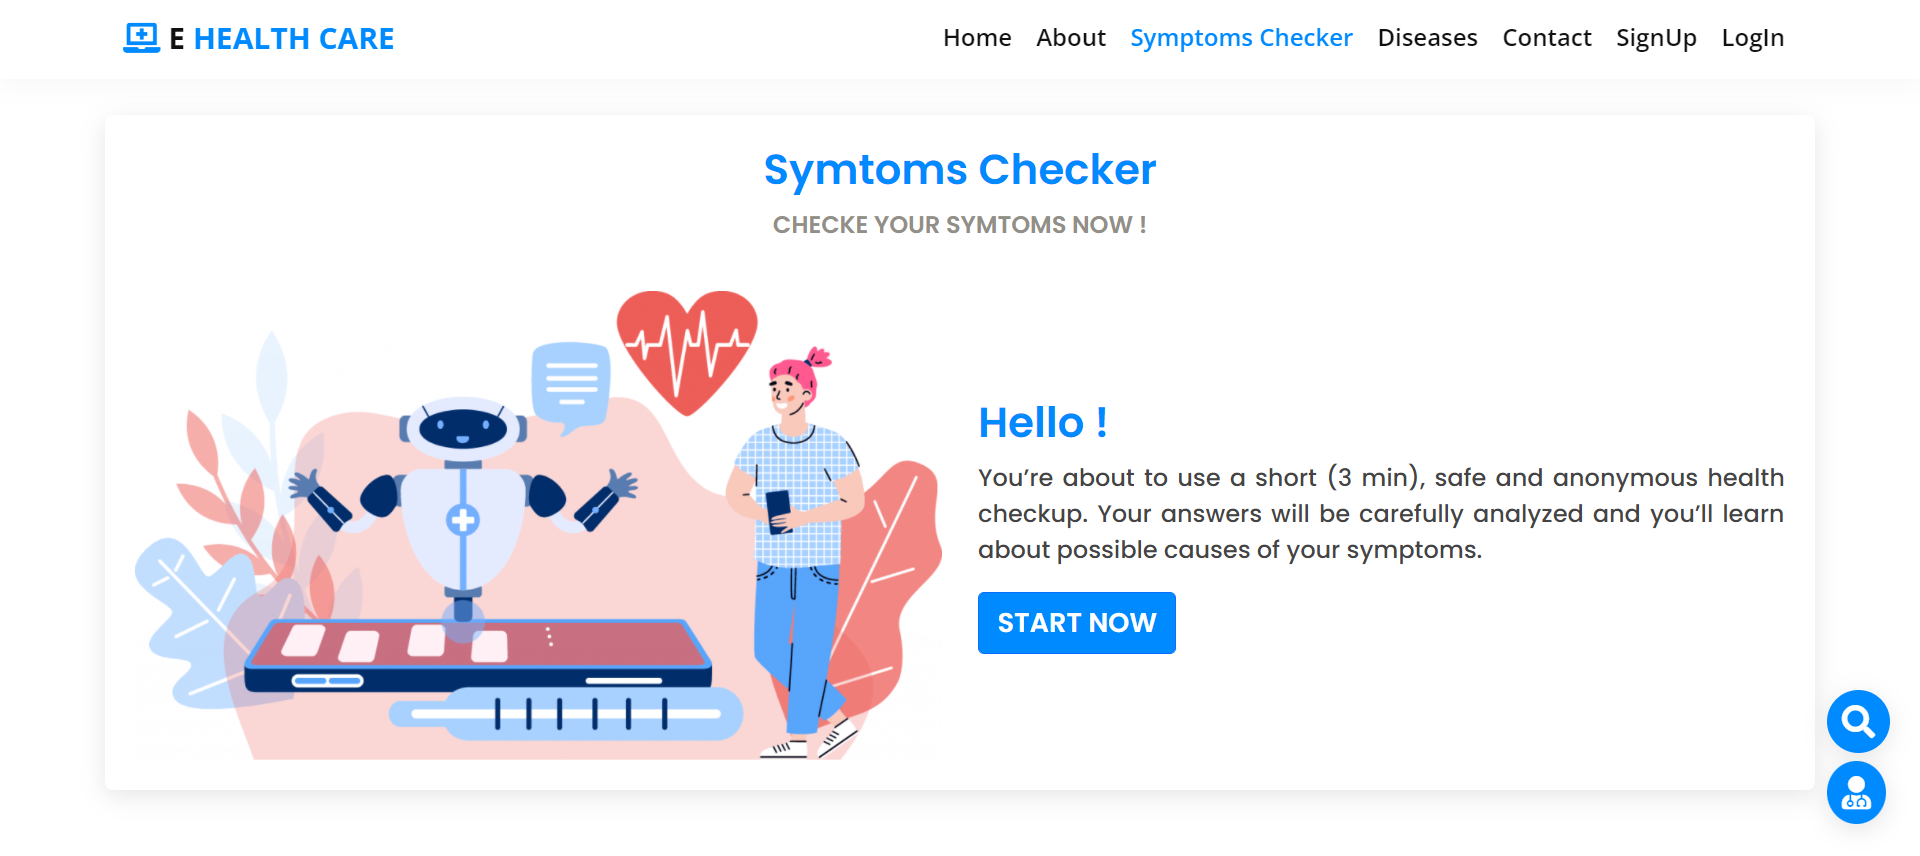 E HEALTH CARE
Home About Symptoms Checker Diseases Contact SignUp LogIn
Symtoms Checker
CHECKE YOUR SYMTOMS NOW !
Hello !
You’re about to use a short (3 min), safe and anonymous health
checkup. Your answers will be carefully analyzed and you’ll learn
about possible causes of your symptoms.
START NOW